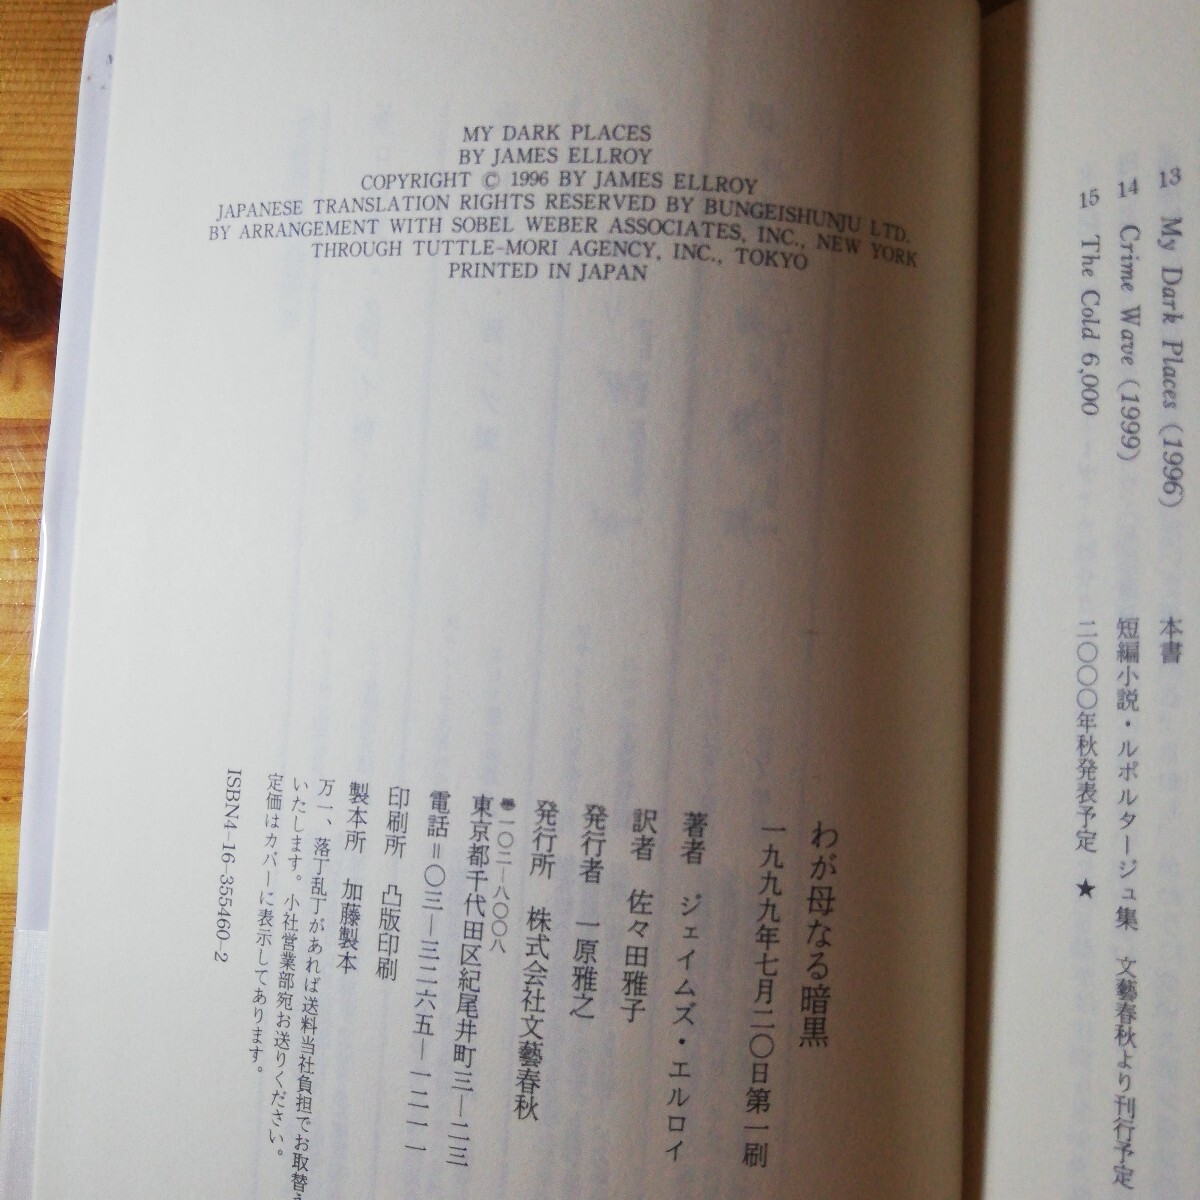 MY DARK PLACES
BY JAMES ELLROY
COPYRIGHT © 1996 BY JAMES ELLROY
JAPANESE TRANSLATION RIGHTS RESERVED BY BUNGEISHUNJU LTD.
BY ARRANGEMENT WITH SOBEL WEBER ASSOCIATES, INC., NEW YORK
THROUGH TUTTLE-MORI AGENCY, INC., TOKYO
PRINTED IN JAPAN
わが母なる暗黒
一九九九年七月二〇日第一刷
著者 ジェイムズ・エルロイ
訳者 佐々田雅子
発行者 一原雅之
発行所 株式会社文藝春秋
一〇二―八〇〇八
東京都千代田区紀尾井町三―二三
電話=〇三―三二六五―一二一一
印刷所 凸版印刷
製本所 加藤製本
万一、落丁乱丁があれば送料当社負担でお取替え
いたします。小社営業部宛お送りください。
定価はカバーに表示してあります。
ISBN4-16-355460-2
13 My Dark Places (1996) 本書
14 Crime Wave (1999) 短編小説・ルポルタージュ集 文藝春秋より刊行予定
15 The Cold 6,000 二〇〇〇年秋発表予定 ★